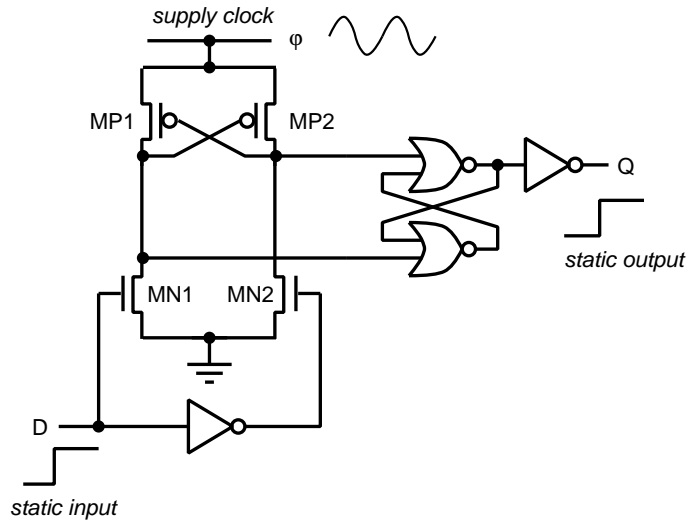 supply clock
φ
MP1
MP2
Q
static output
MN1
MN2
D
static input